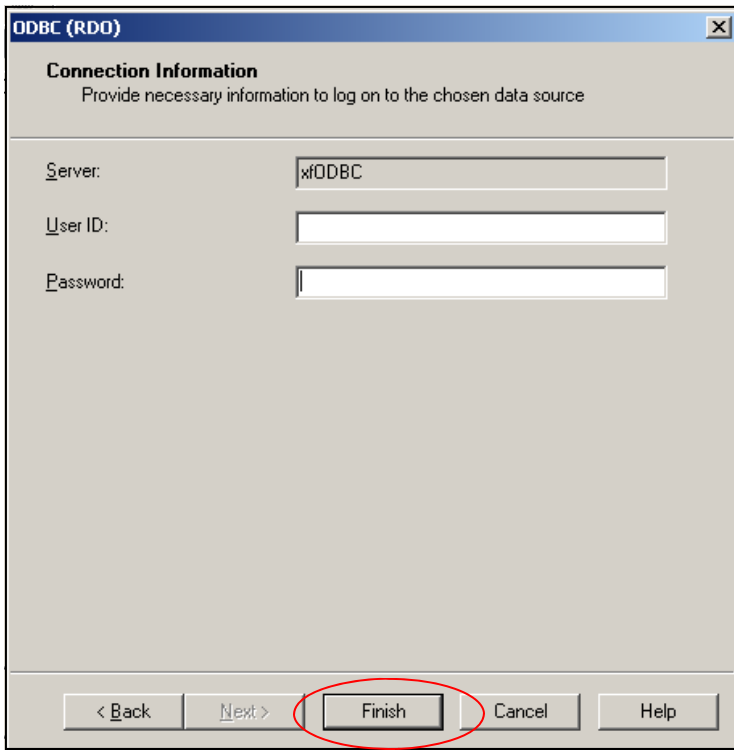 ODBC (RDO)
Connection Information
Provide necessary information to log on to the chosen data source
Server: xfODBC
User ID:
Password:
< Back Next > Finish Cancel Help